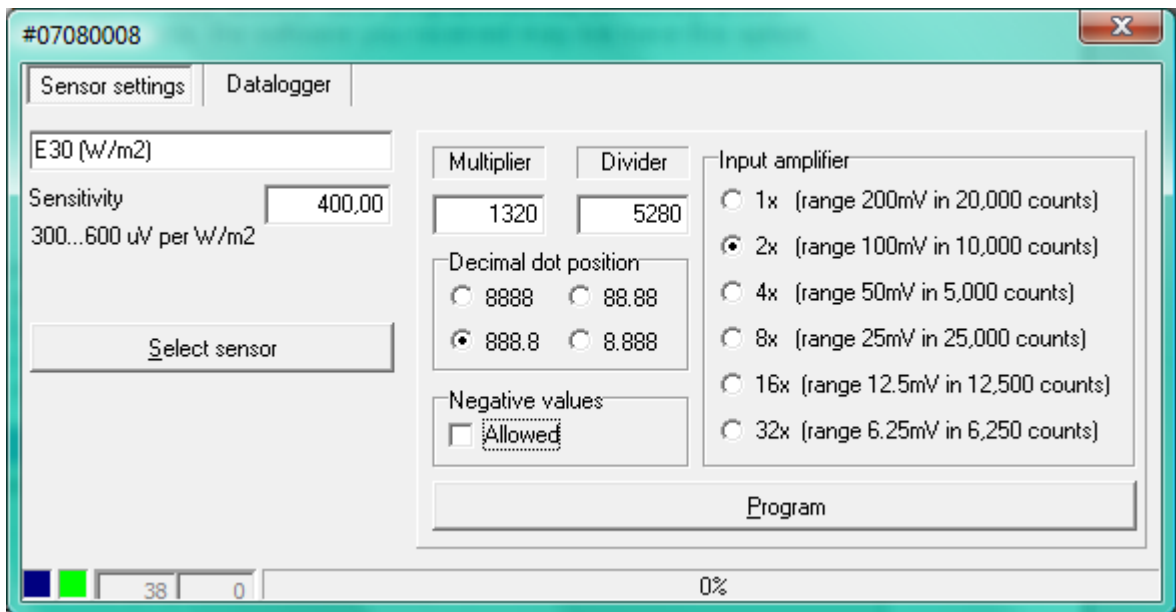 #07080008
Sensor settings
Datalogger
E30 (W/m2)
Sensitivity
400,00
300...600 uV per W/m2
Select sensor
Multiplier
Divider
1320
5280
Decimal dot position
8888
88.88
888.8
8.888
Negative values
Allowed
Input amplifier
1x (range 200mV in 20,000 counts)
2x (range 100mV in 10,000 counts)
4x (range 50mV in 5,000 counts)
8x (range 25mV in 25,000 counts)
16x (range 12.5mV in 12,500 counts)
32x (range 6.25mV in 6,250 counts)
Program
38
0
0%